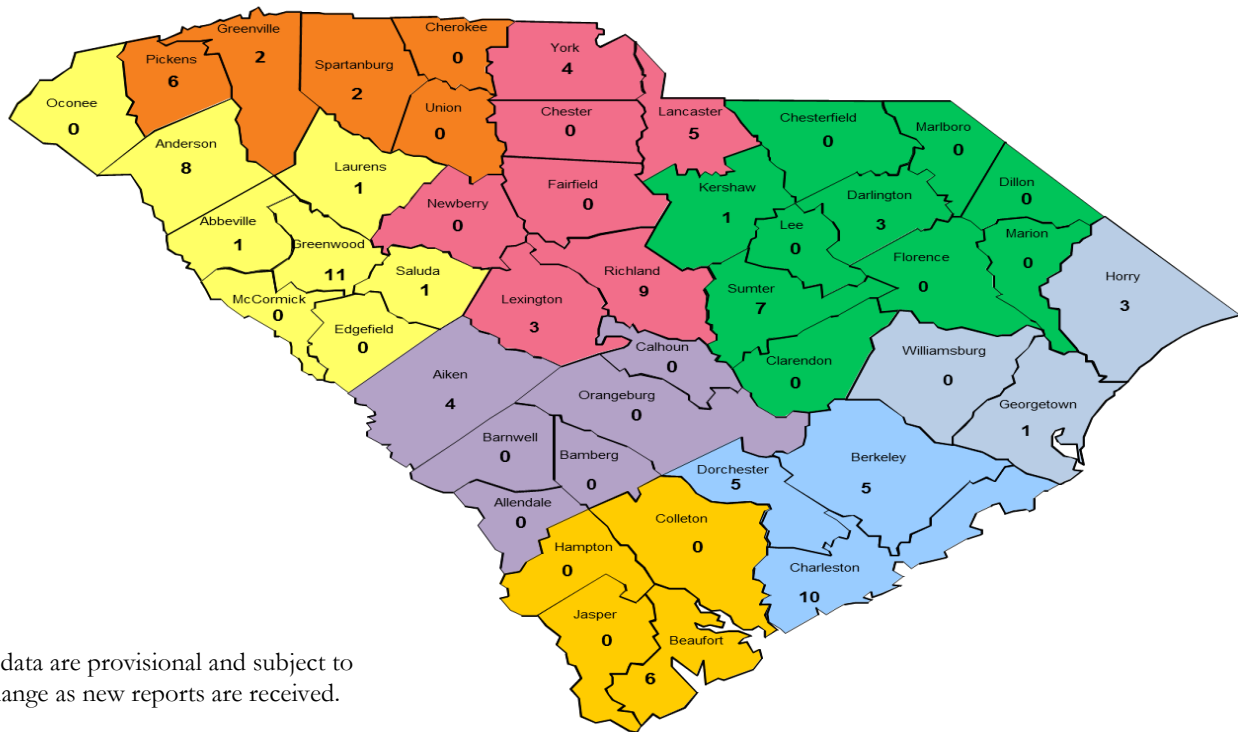 Cherokee
0
Greenville
2
York
4
Pickens
6
Spartanburg
2
Oconee
0
Union
0
Chester
0
Lancaster
5
Chesterfield
0
Marlboro
0
Anderson
8
Laurens
1
Fairfield
0
Kershaw
1
Darlington
3
Dillon
0
Newberry
0
Abbeville
1
Greenwood
11
Lee
0
Marion
0
Saluda
1
Richland
9
Florence
0
Horry
3
McCormick
0
Lexington
3
Sumter
7
Edgefield
0
Calhoun
0
Williamsburg
0
Clarendon
0
Aiken
4
Orangeburg
0
Georgetown
1
Barnwell
0
Bamberg
0
Dorchester
5
Berkeley
5
Allendale
0
Colleton
0
Hampton
0
Charleston
10
Jasper
0
Beaufort
6
data are provisional and subject to
ange as new reports are received.